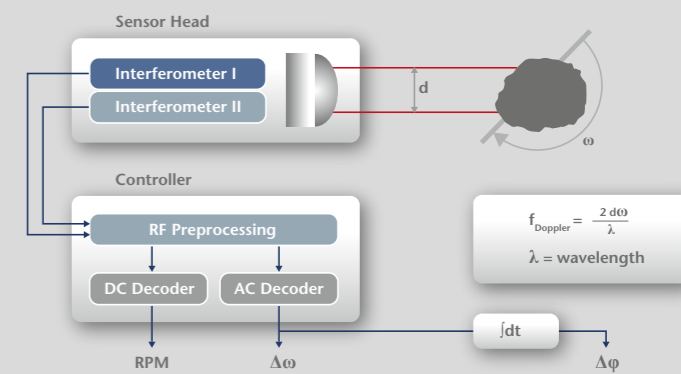 Sensor Head
Interferometer I
Interferometer II
d
ω
Controller
RF Preprocessing
DC Decoder AC Decoder
f Doppler = 2 dω / λ
λ = wavelength
∫dt
RPM Δω Δφ